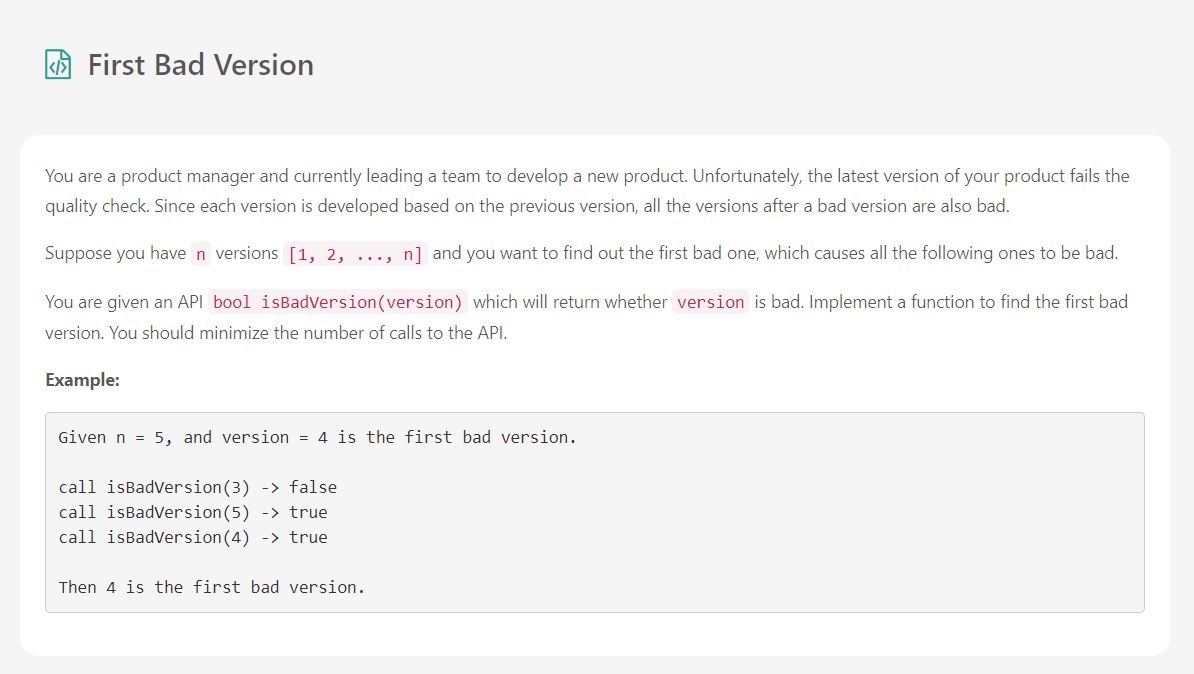 First Bad Version
You are a product manager and currently leading a team to develop a new product. Unfortunately, the latest version of your product fails the
quality check. Since each version is developed based on the previous version, all the versions after a bad version are also bad.
Suppose you have n versions [1, 2, ..., n] and you want to find out the first bad one, which causes all the following ones to be bad.
You are given an API bool isBadVersion(version) which will return whether version is bad. Implement a function to find the first bad
version. You should minimize the number of calls to the API.
Example:
Given n = 5, and version = 4 is the first bad version.
call isBadVersion(3) -> false
call isBadVersion(5) -> true
call isBadVersion(4) -> true
Then 4 is the first bad version.